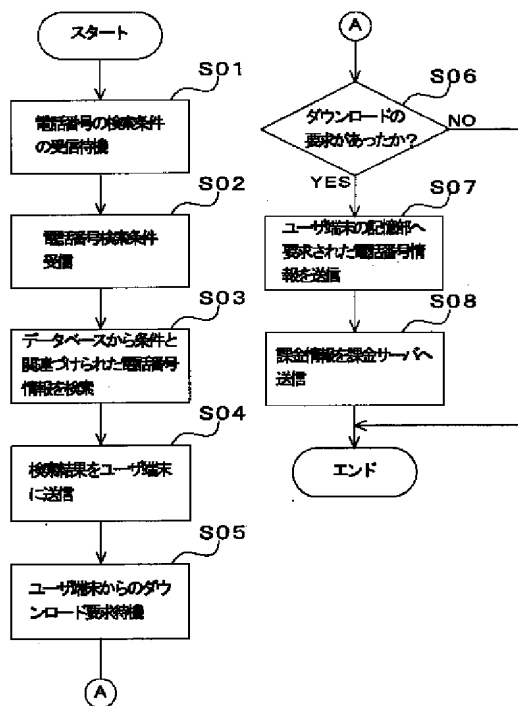 スタート
S01
電話番号の検索条件
の受信待機
S02
電話番号検索条件
受信
S03
データベースから条件と
関連づけられた電話番号
情報を検索
S04
検索結果をユーザ端末
に送信
S05
ユーザ端末からのダウ
ンロード要求待機
A
A
S06
ダウンロードの
要求があったか?
NO
YES
S07
ユーザ端末の記憶部へ
要求された電話番号情
報を送信
S08
課金情報を課金サーバへ
送信
エンド